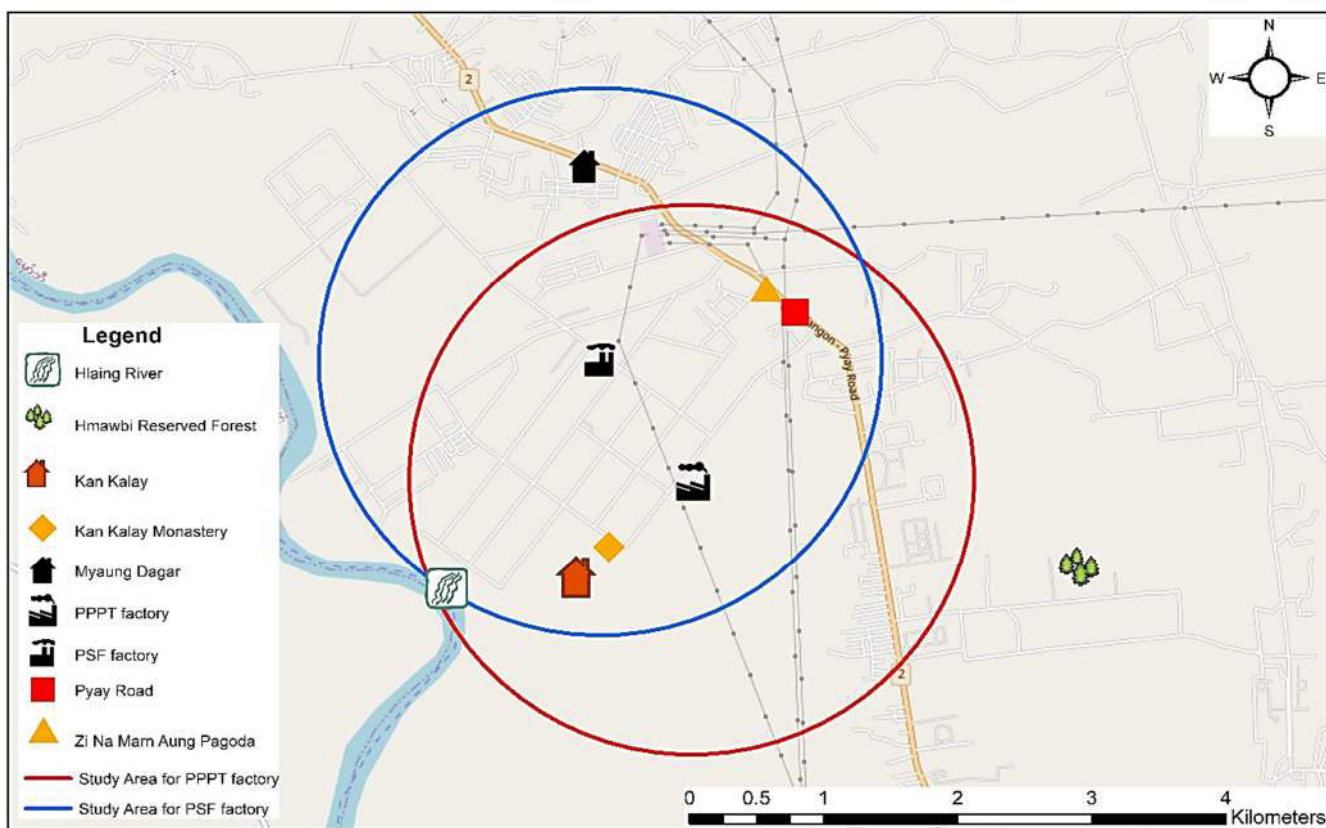 2
N
W
E
S
Legend
Hlaing River
Hmawbi Reserved Forest
Kan Kalay
Kan Kalay Monastery
Myaung Dagar
PPPT factory
PSF factory
Pyay Road
Zi Na Marn Aung Pagoda
Study Area for PPPT factory
Study Area for PSF factory
angon - Pyay Road
2
0 0.5 1 2 3 4
Kilometers